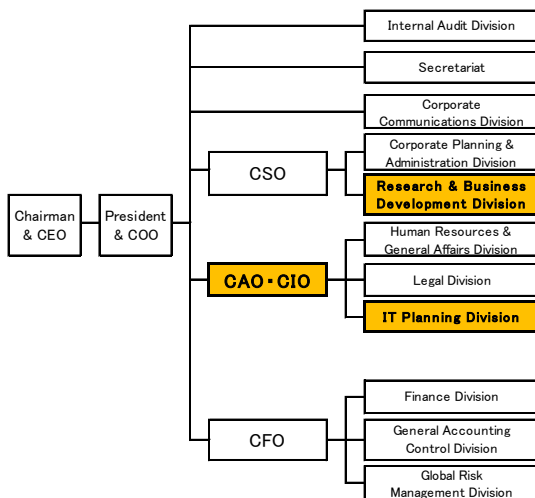 Internal Audit Division
Secretariat
Corporate
Communications Division
CSO
Corporate Planning &
Administration Division
Research & Business
Development Division
Chairman
& CEO
President
& COO
Human Resources &
General Affairs Division
CAO・CIO
Legal Division
IT Planning Division
Finance Division
CFO
General Accounting
Control Division
Global Risk
Management Division